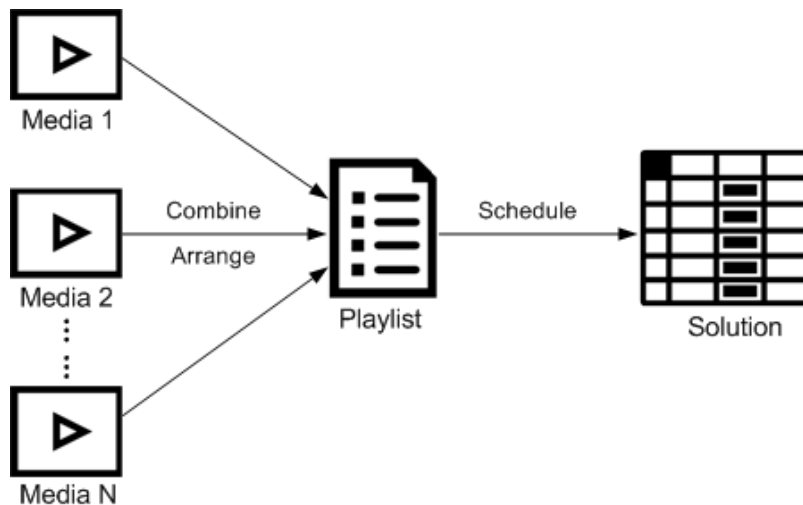 Media 1
Combine
Schedule
Arrange
Media 2
Playlist
Solution
Media N